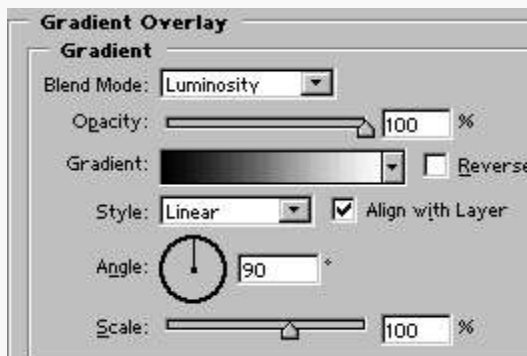 Gradient Overlay
Gradient
Blend Mode: Luminosity
Opacity: 100 %
Gradient: Reverse
Style: Linear Align with Layer
Angle: 90 °
Scale: 100 %